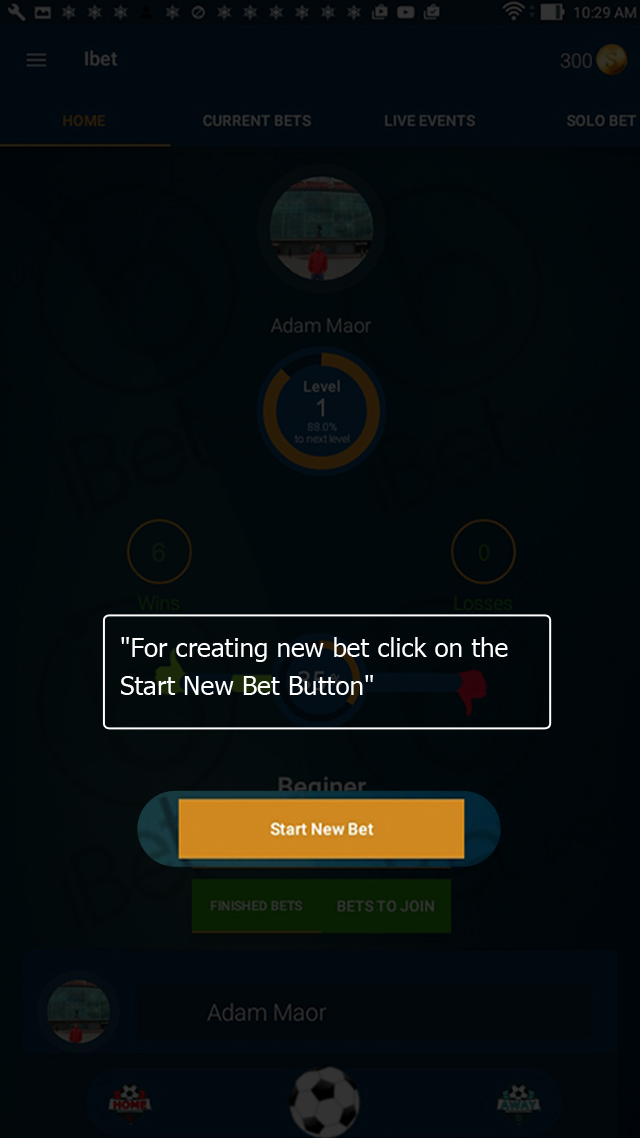 10:29 AM
Ibet
300
HOME CURRENT BETS LIVE EVENTS SOLO BET
Adam Maor
Level
1
88.0%
to next level
6 0
Wins Losses
"For creating new bet click on the
Start New Bet Button"
Beginer
Start New Bet
FINISHED BETS BETS TO JOIN
Adam Maor
HOME AWAY